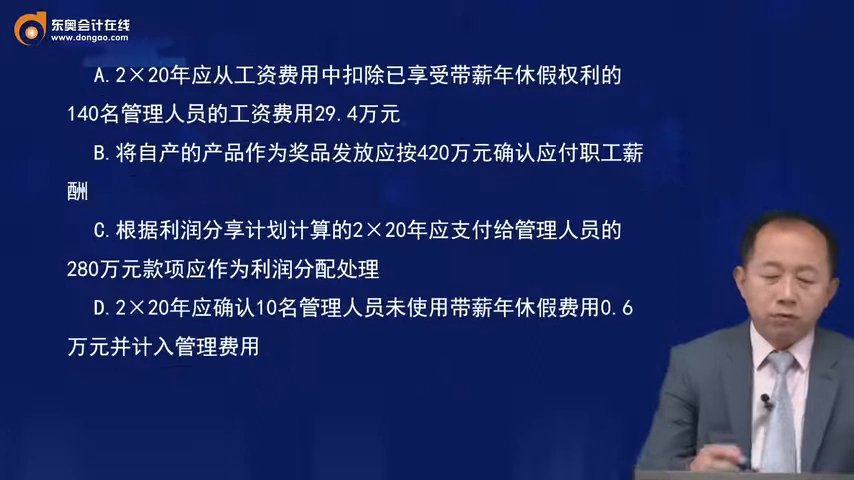 东奥会计在线
www.dongao.com
A.2×20年应从工资费用中扣除已享受带薪年休假权利的
140名管理人员的工资费用29.4万元
B.将自产的产品作为奖品发放应按420万元确认应付职工薪
酬
C.根据利润分享计划计算的2×20年应支付给管理人员的
280万元款项应作为利润分配处理
D.2×20年应确认10名管理人员未使用带薪年休假费用0.6
万元并计入管理费用